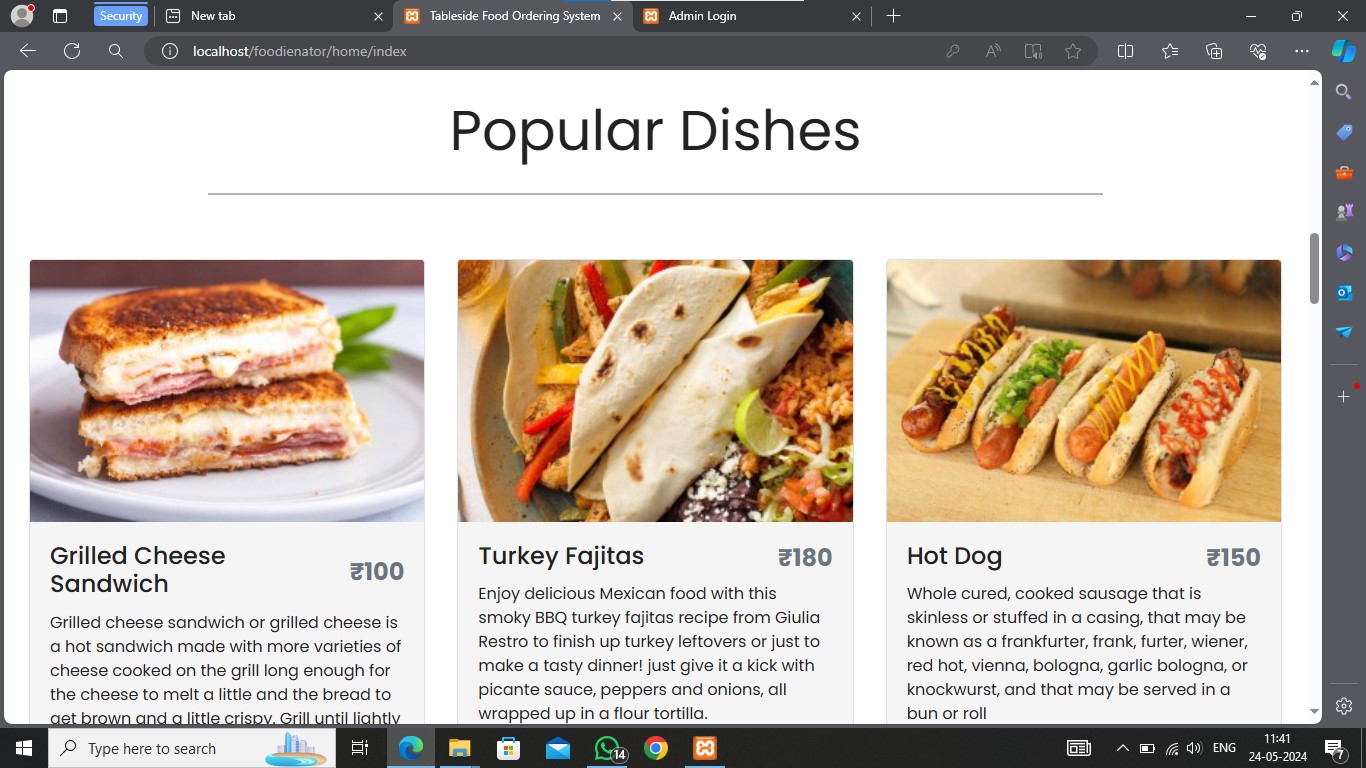 Security
New tab
Tableside Food Ordering System
Admin Login
localhost/foodienator/home/index
Popular Dishes
Grilled Cheese
Sandwich
₹100
Grilled cheese sandwich or grilled cheese is
a hot sandwich made with more varieties of
cheese cooked on the grill long enough for
the cheese to melt a little and the bread to
get brown and a little crispy. Grill until lightly
Turkey Fajitas
₹180
Enjoy delicious Mexican food with this
smoky BBQ turkey fajitas recipe from Giulia
Restro to finish up turkey leftovers or just to
make a tasty dinner! just give it a kick with
picante sauce, peppers and onions, all
wrapped up in a flour tortilla.
Hot Dog
₹150
Whole cured, cooked sausage that is
skinless or stuffed in a casing, that may be
known as a frankfurter, frank, furter, wiener,
red hot, vienna, bologna, garlic bologna, or
knockwurst, and that may be served in a
bun or roll
Type here to search
14
ENG
11:41
24-05-2024
7